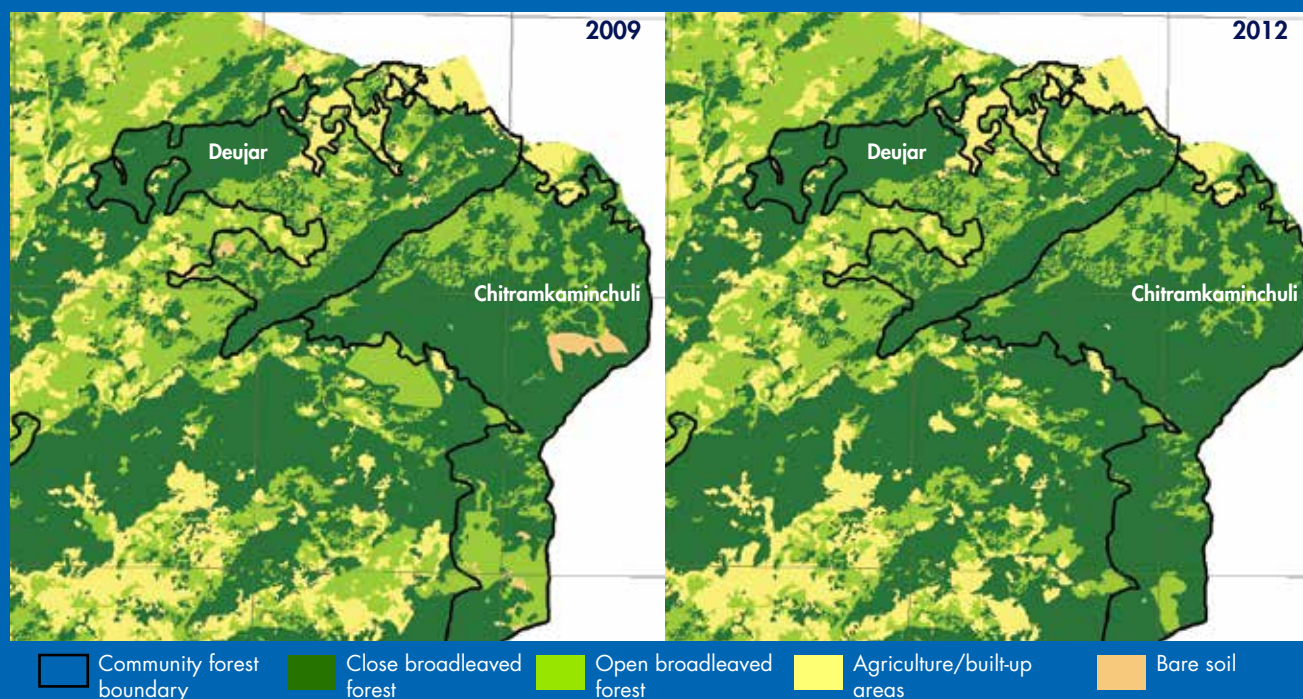 2009
2012
Deujar
Deujar
Chitramkaminchuli
Chitramkaminchuli
Community forest
boundary
Close broadleaved
forest
Open broadleaved
forest
Agriculture/built-up
areas
Bare soil